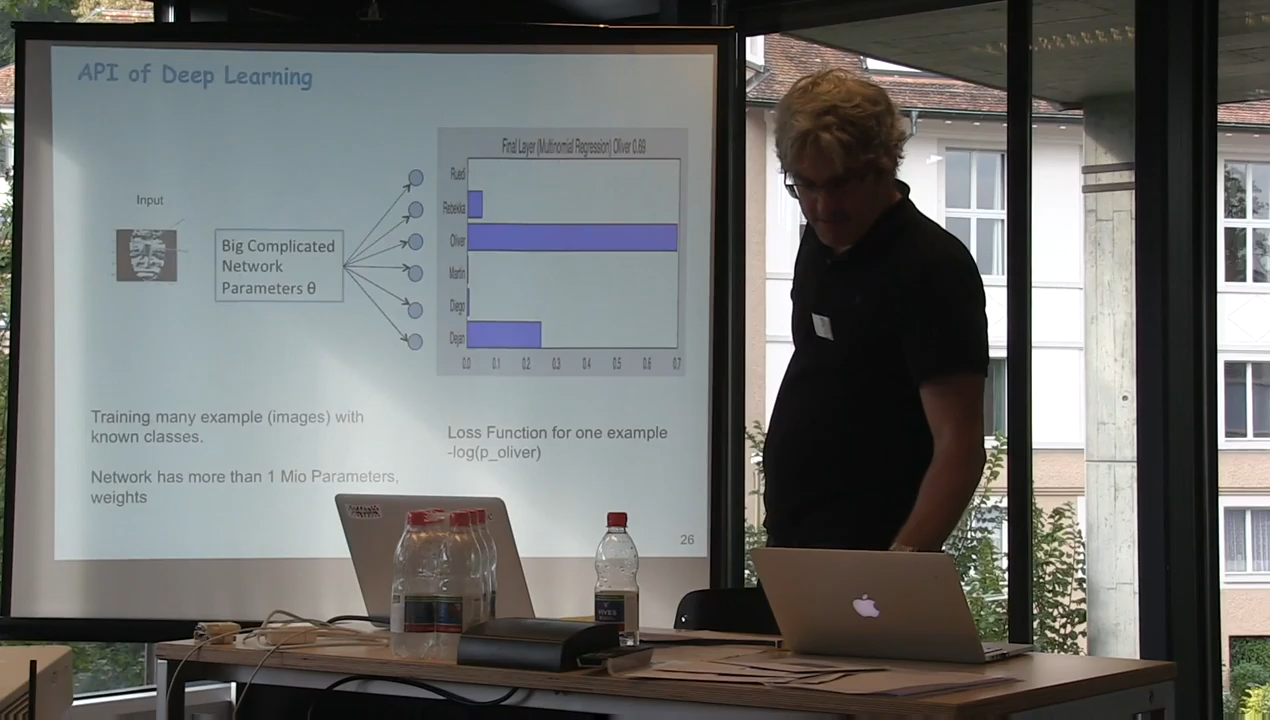 API of Deep Learning
Input
Big Complicated
Network
Parameters θ
Final Layer (Multinomial Regression) Oliver 0.69
Ruedi
Rebekka
Oliver
Martin
Diego
Dejan
0.0 0.1 0.2 0.3 0.4 0.5 0.6 0.7
Training many example (images) with
known classes.
Network has more than 1 Mio Parameters,
weights
Loss Function for one example
-log(p_oliver)
26